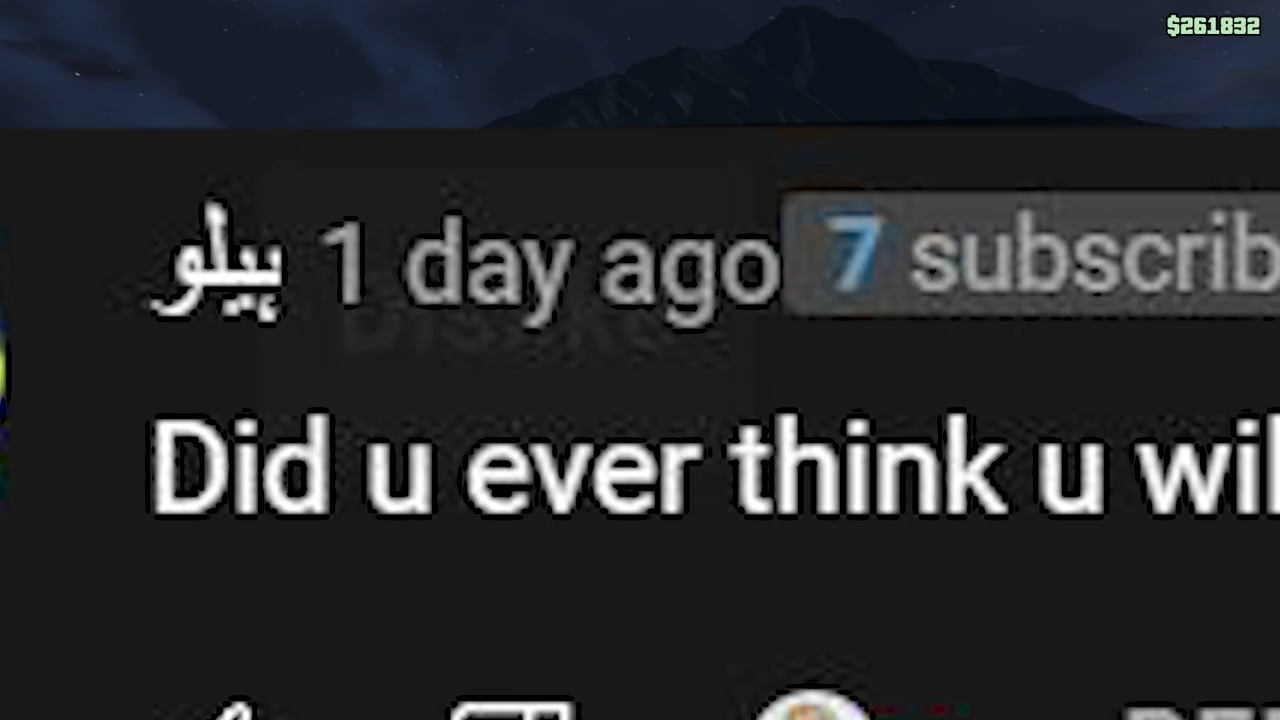 $261832
ہیلو 1 day ago 7 subscrib
Did u ever think u wil